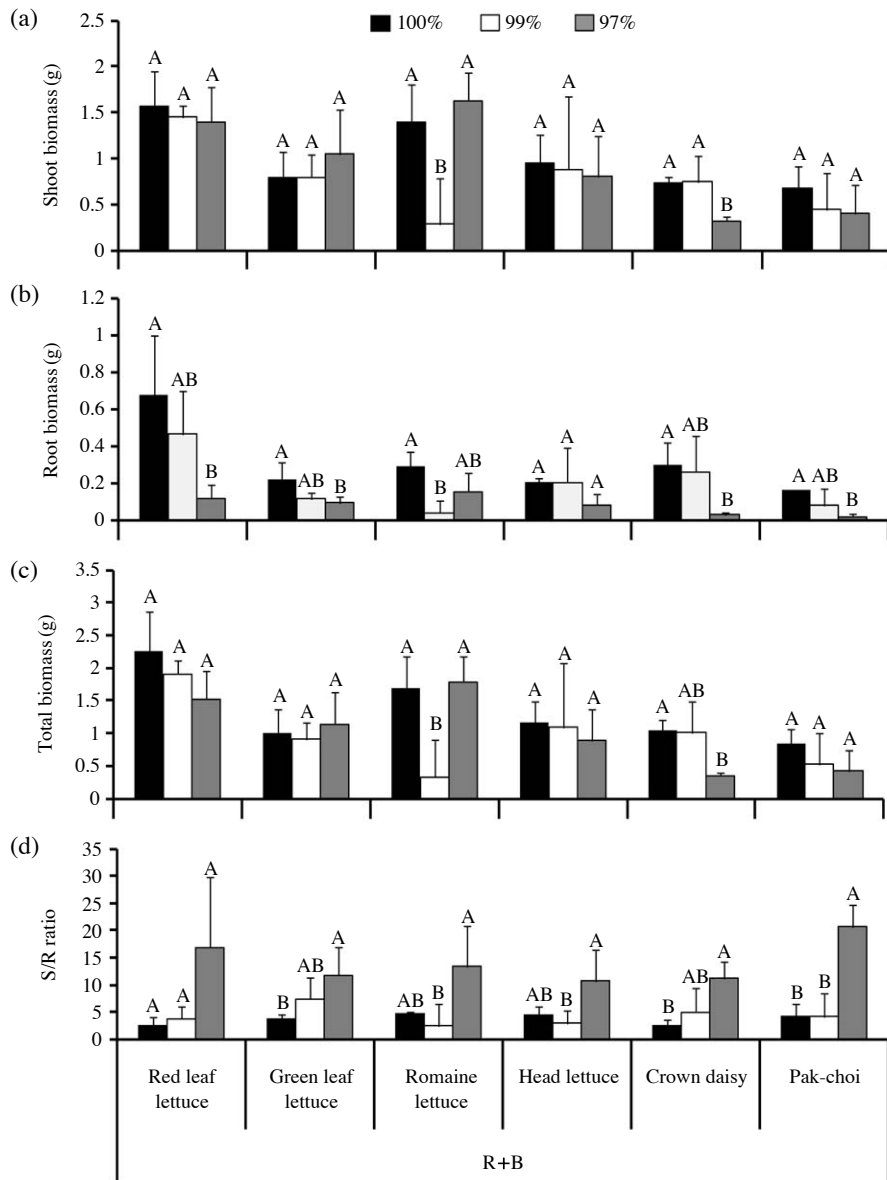 (a)
100% 99% 97%
Shoot biomass (g)
2.5
2
1.5
1
0.5
0
A A A A A A A B A A A A A A B A A A
(b)
Root biomass (g)
1.2
1
0.8
0.6
0.4
0.2
0
A AB B A AB B A B AB A A A A AB B A AB B
(c)
Total biomass (g)
3.5
3
2.5
2
1.5
1
0.5
0
A A A A A A A B A A A A A AB B A A A
(d)
S/R ratio
35
30
25
20
15
10
5
0
A A A B AB A AB B A AB B A B AB A B B A
Red leaf Green leaf Romaine Head lettuce Crown daisy Pak-choi
lettuce lettuce lettuce
R+B